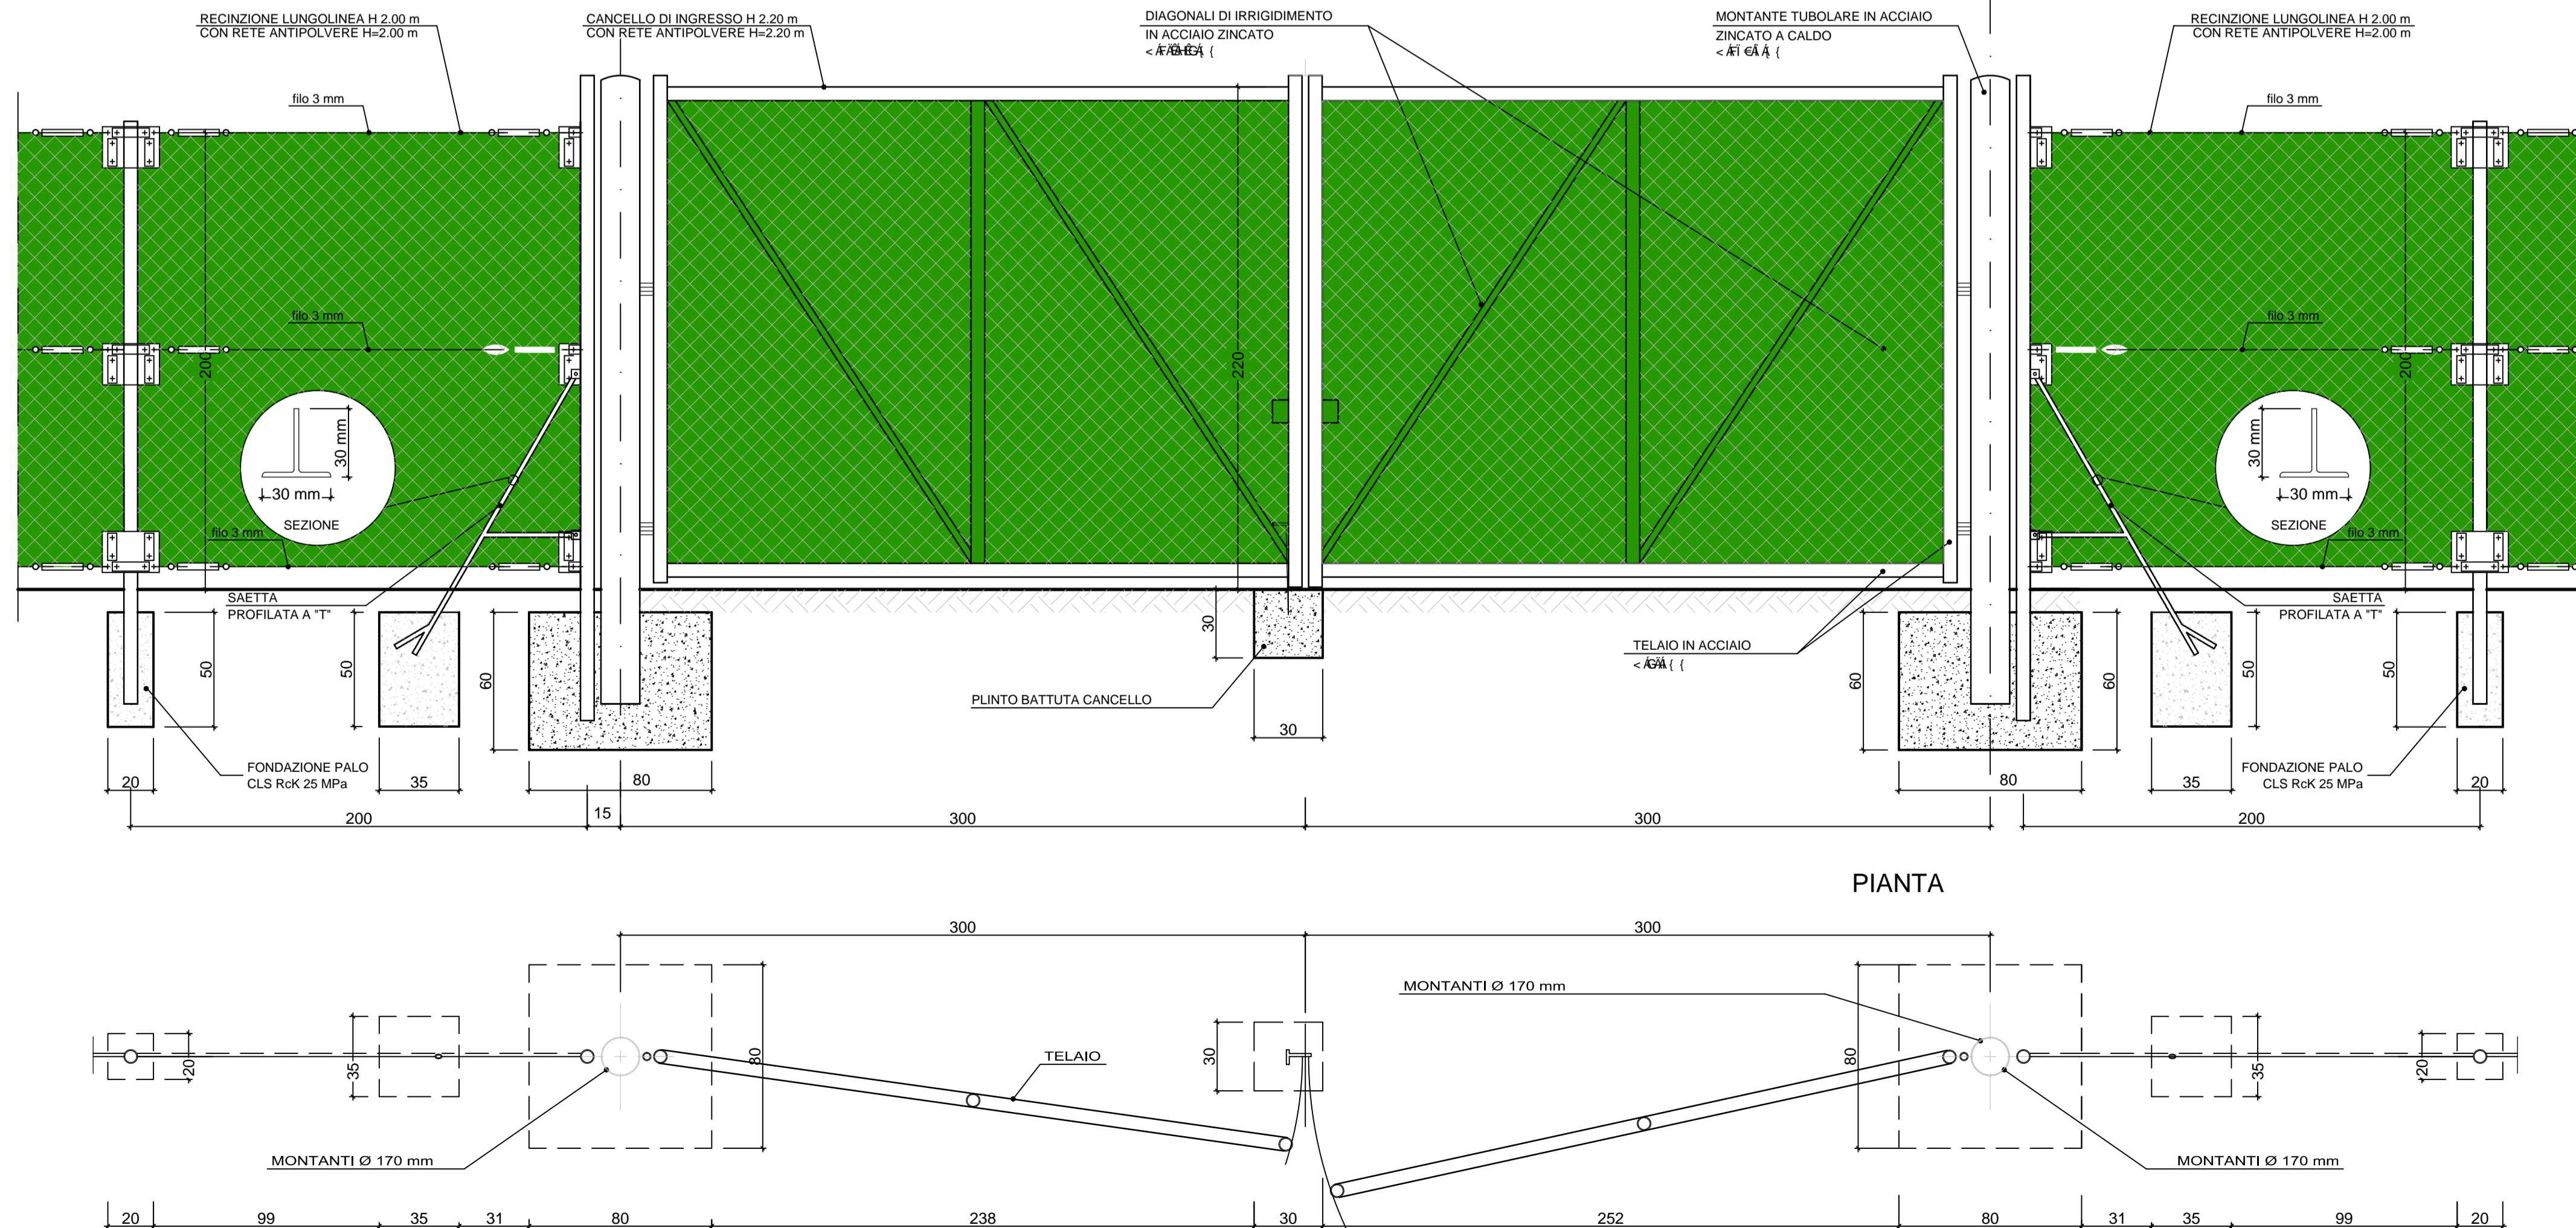 RECINZIONE LUNGOLINEA H 2.00 m
CON RETE ANTIPOLVERE H=2.00 m
CANCELLO DI INGRESSO H 2.20 m
CON RETE ANTIPOLVERE H=2.20 m
DIAGONALI DI IRRIGIDIMENTO
IN ACCIAIO ZINCATO
MONTANTE TUBOLARE IN ACCIAIO
ZINCATO A CALDO
RECINZIONE LUNGOLINEA H 2.00 m
CON RETE ANTIPOLVERE H=2.00 m
filo 3 mm
filo 3 mm
filo 3 mm
filo 3 mm
200
220
200
30 mm
30 mm
SEZIONE
30 mm
30 mm
SEZIONE
filo 3 mm
filo 3 mm
SAETTA
PROFILATA A "T"
SAETTA
PROFILATA A "T"
50
50
60
30
60
60
50
50
TELAIO IN ACCIAIO
PLINTO BATTUTA CANCELLO
30
FONDAZIONE PALO
CLS RcK 25 MPa
FONDAZIONE PALO
CLS RcK 25 MPa
20
35
80
80
35
20
200
15
300
300
200
PIANTA
300
300
MONTANTI Ø 170 mm
TELAIO
20
35
80
30
80
35
20
MONTANTI Ø 170 mm
MONTANTI Ø 170 mm
20
99
35
31
80
238
30
252
80
31
35
99
20